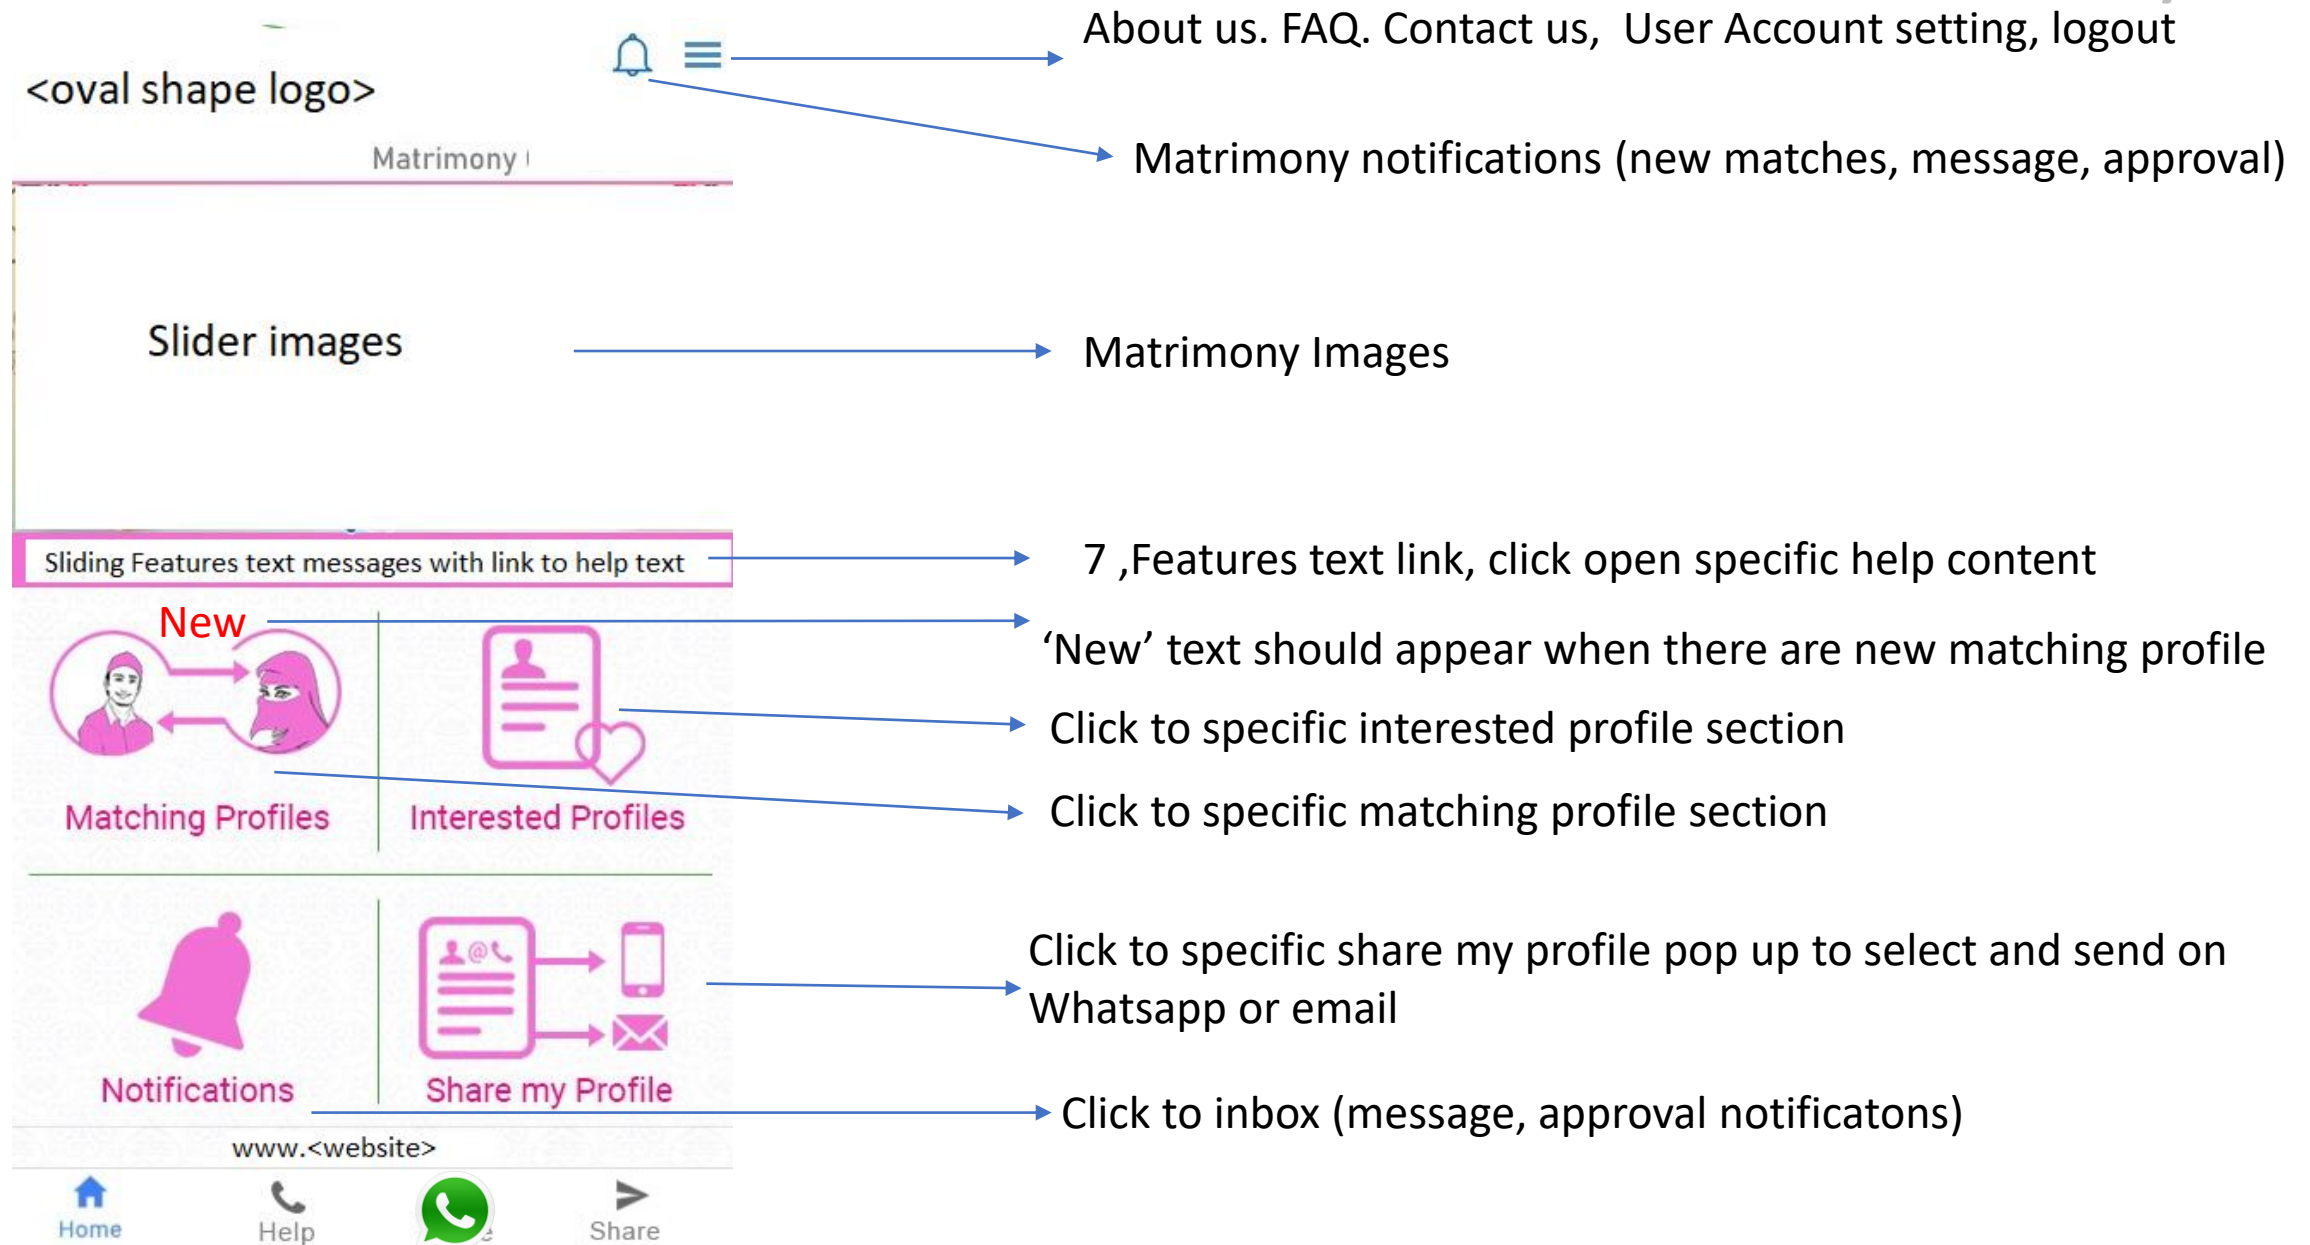 About us. FAQ. Contact us, User Account setting, logout
<oval shape logo>
Matrimony
Matrimony notifications (new matches, message, approval)
Slider images
Matrimony Images
Sliding Features text messages with link to help text
7 ,Features text link, click open specific help content
New
‘New’ text should appear when there are new matching profile
Click to specific interested profile section
Matching Profiles
Interested Profiles
Click to specific matching profile section
@
Click to specific share my profile pop up to select and send on
Whatsapp or email
Notifications
Share my Profile
Click to inbox (message, approval notificatons)
www.<website>
Home
Help
Share